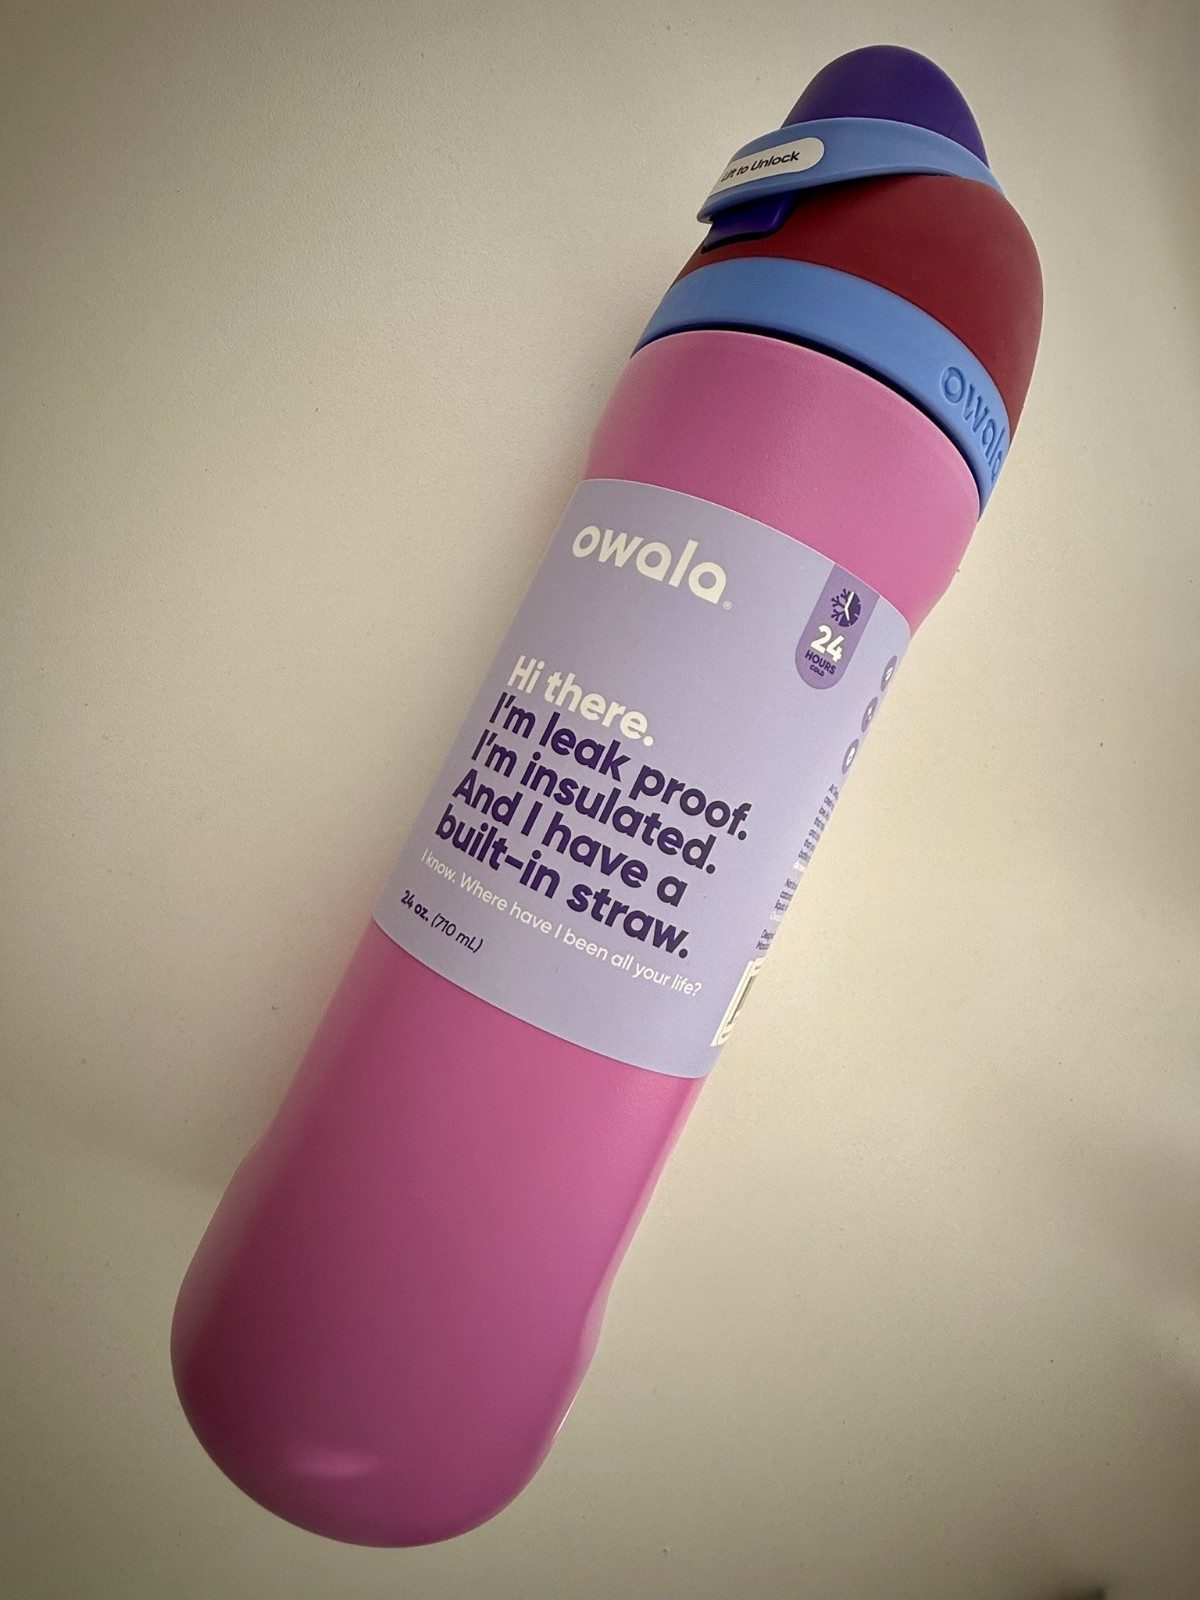 Lift to Unlock
owala
owala®
24
HOURS
COLD
Hi there.
I'm leak proof.
I'm insulated.
And I have a
built-in straw.
I know. Where have I been all your life?
24 oz. (710 mL)